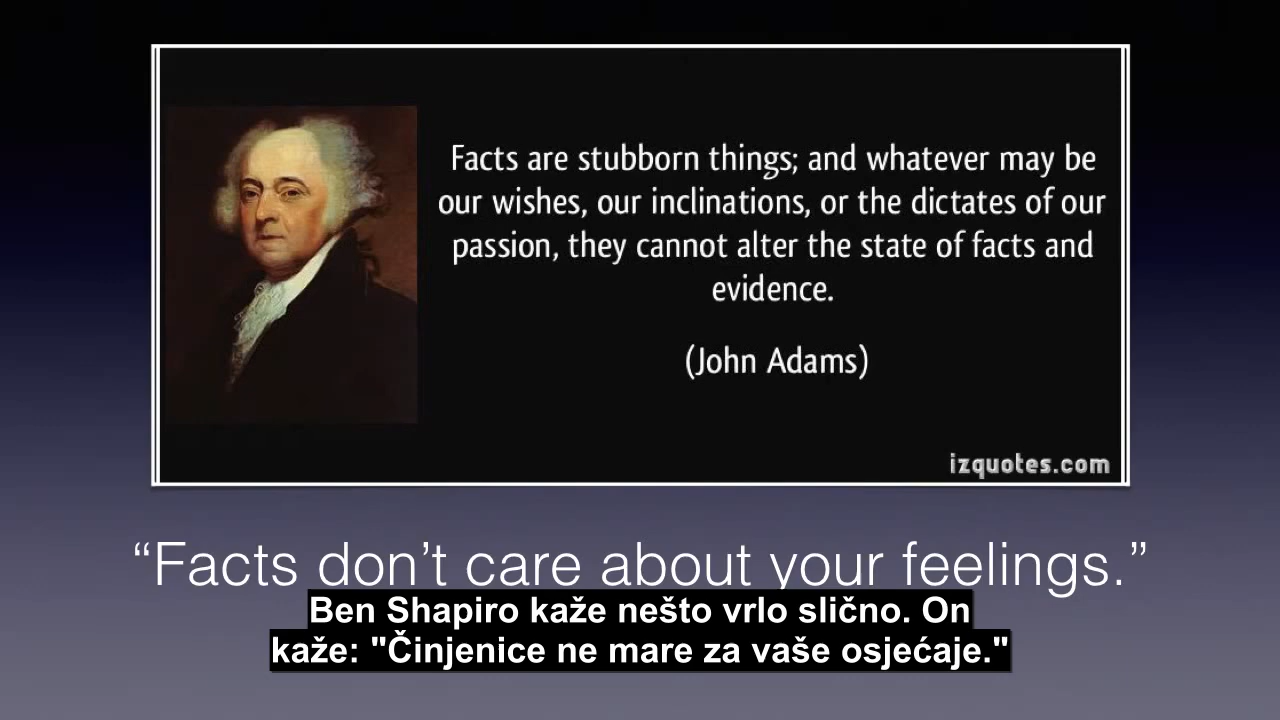 Facts are stubborn things; and whatever may be
our wishes, our inclinations, or the dictates of our
passion, they cannot alter the state of facts and
evidence.
(John Adams)
izquotes.com
“Facts don’t care about your feelings.”
Ben Shapiro kaže nešto vrlo slično. On
kaže: "Činjenice ne mare za vaše osjećaje."